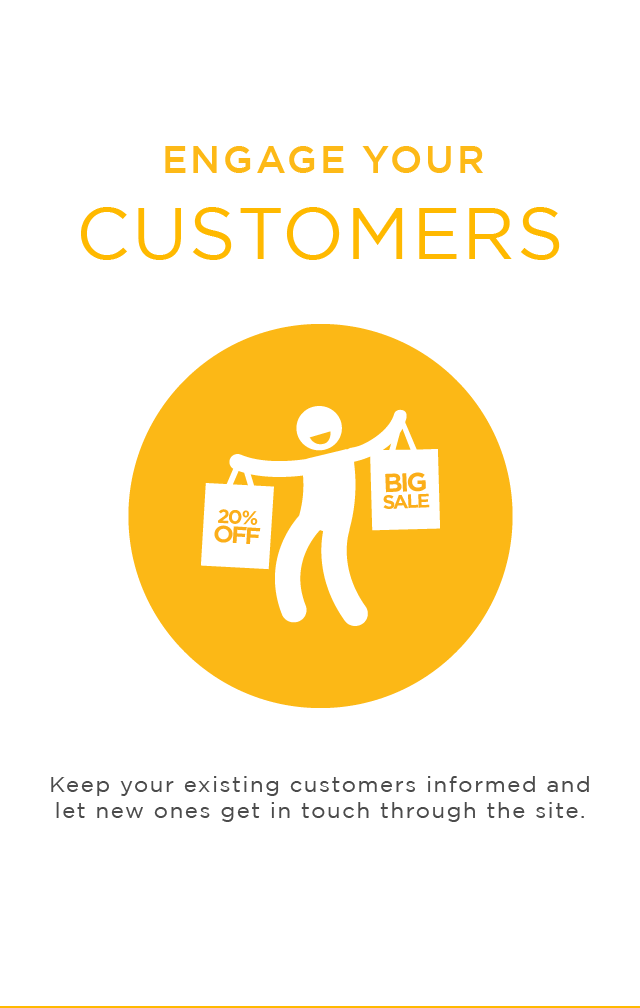 ENGAGE YOUR
CUSTOMERS
BIG
SALE
20%
OFF
Keep your existing customers informed and
let new ones get in touch through the site.